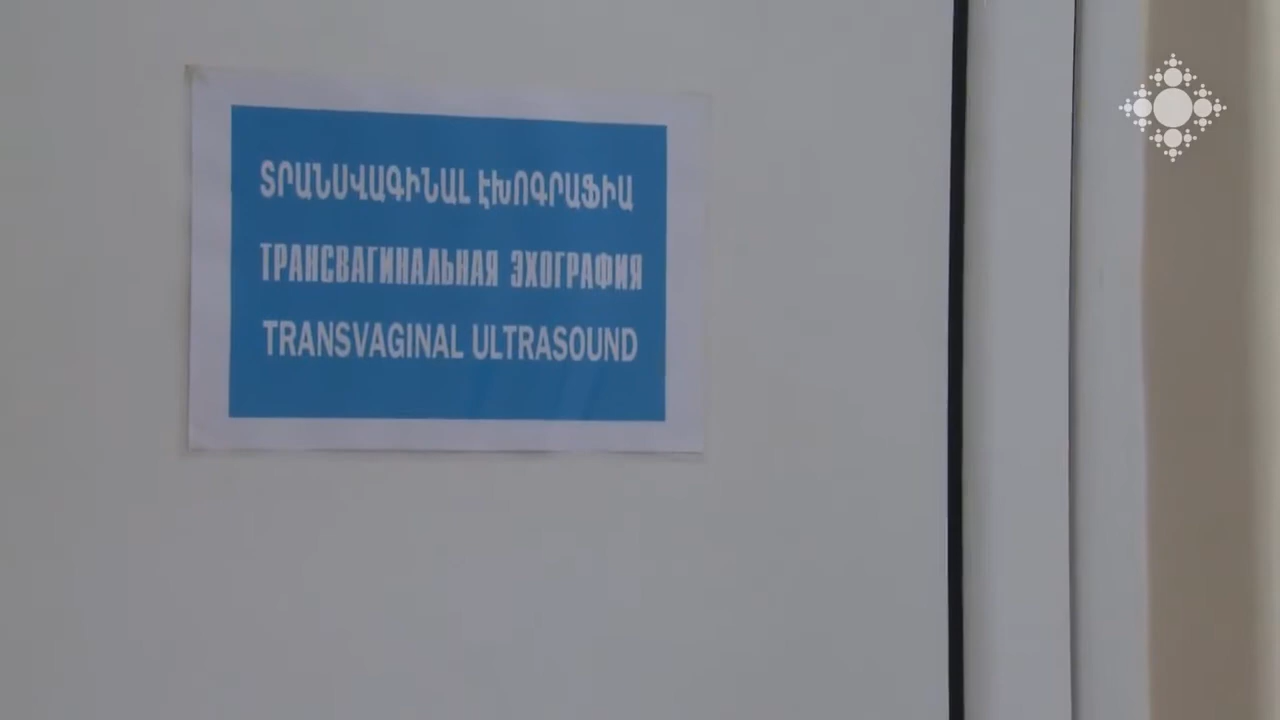 ՏՐԱՆՍՎԱԳԻՆԱԼ ԷԽՈԳՐԱՖԻԱ
ТРАНСВАГИНАЛЬНАЯ ЭХОГРАФИЯ
TRANSVAGINAL ULTRASOUND